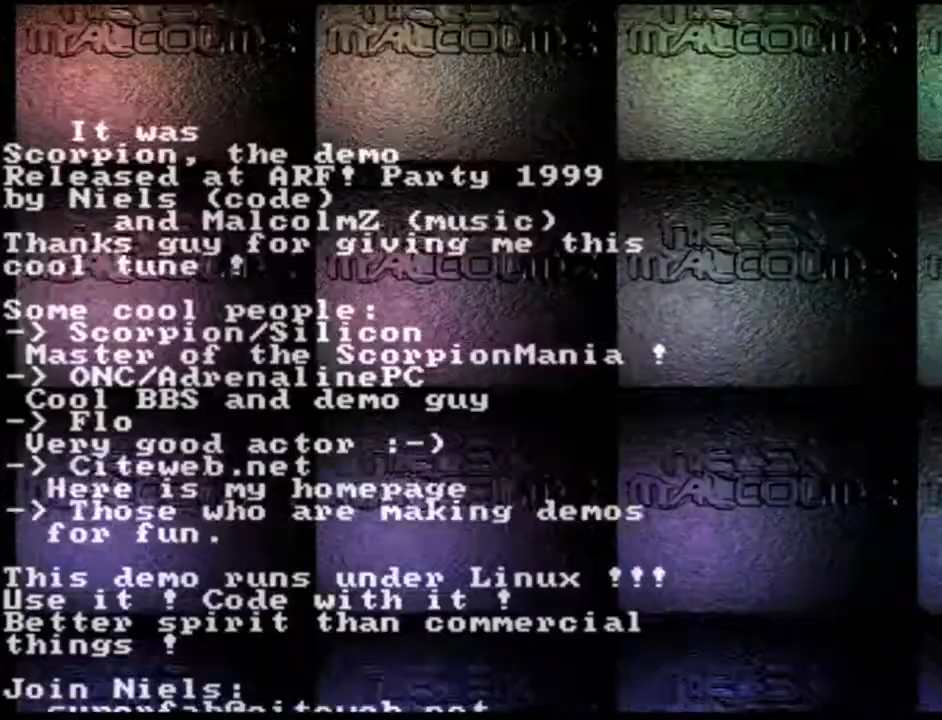 It was
Scorpion, the demo
Released at ARF! Party 1999
by Niels (code)
and MalcolmZ (music)
Thanks guy for giving me this
cool tune !
Some cool people:
-> Scorpion/Silicon
Master of the ScorpionMania !
-> ONC/AdrenalinePC
Cool BBS and demo guy
-> Flo
Very good actor :-)
-> Citeweb.net
Here is my homepage
-> Those who are making demos
for fun.
This demo runs under Linux !!!
Use it ! Code with it !
Better spirit than commercial
things !
Join Niels: